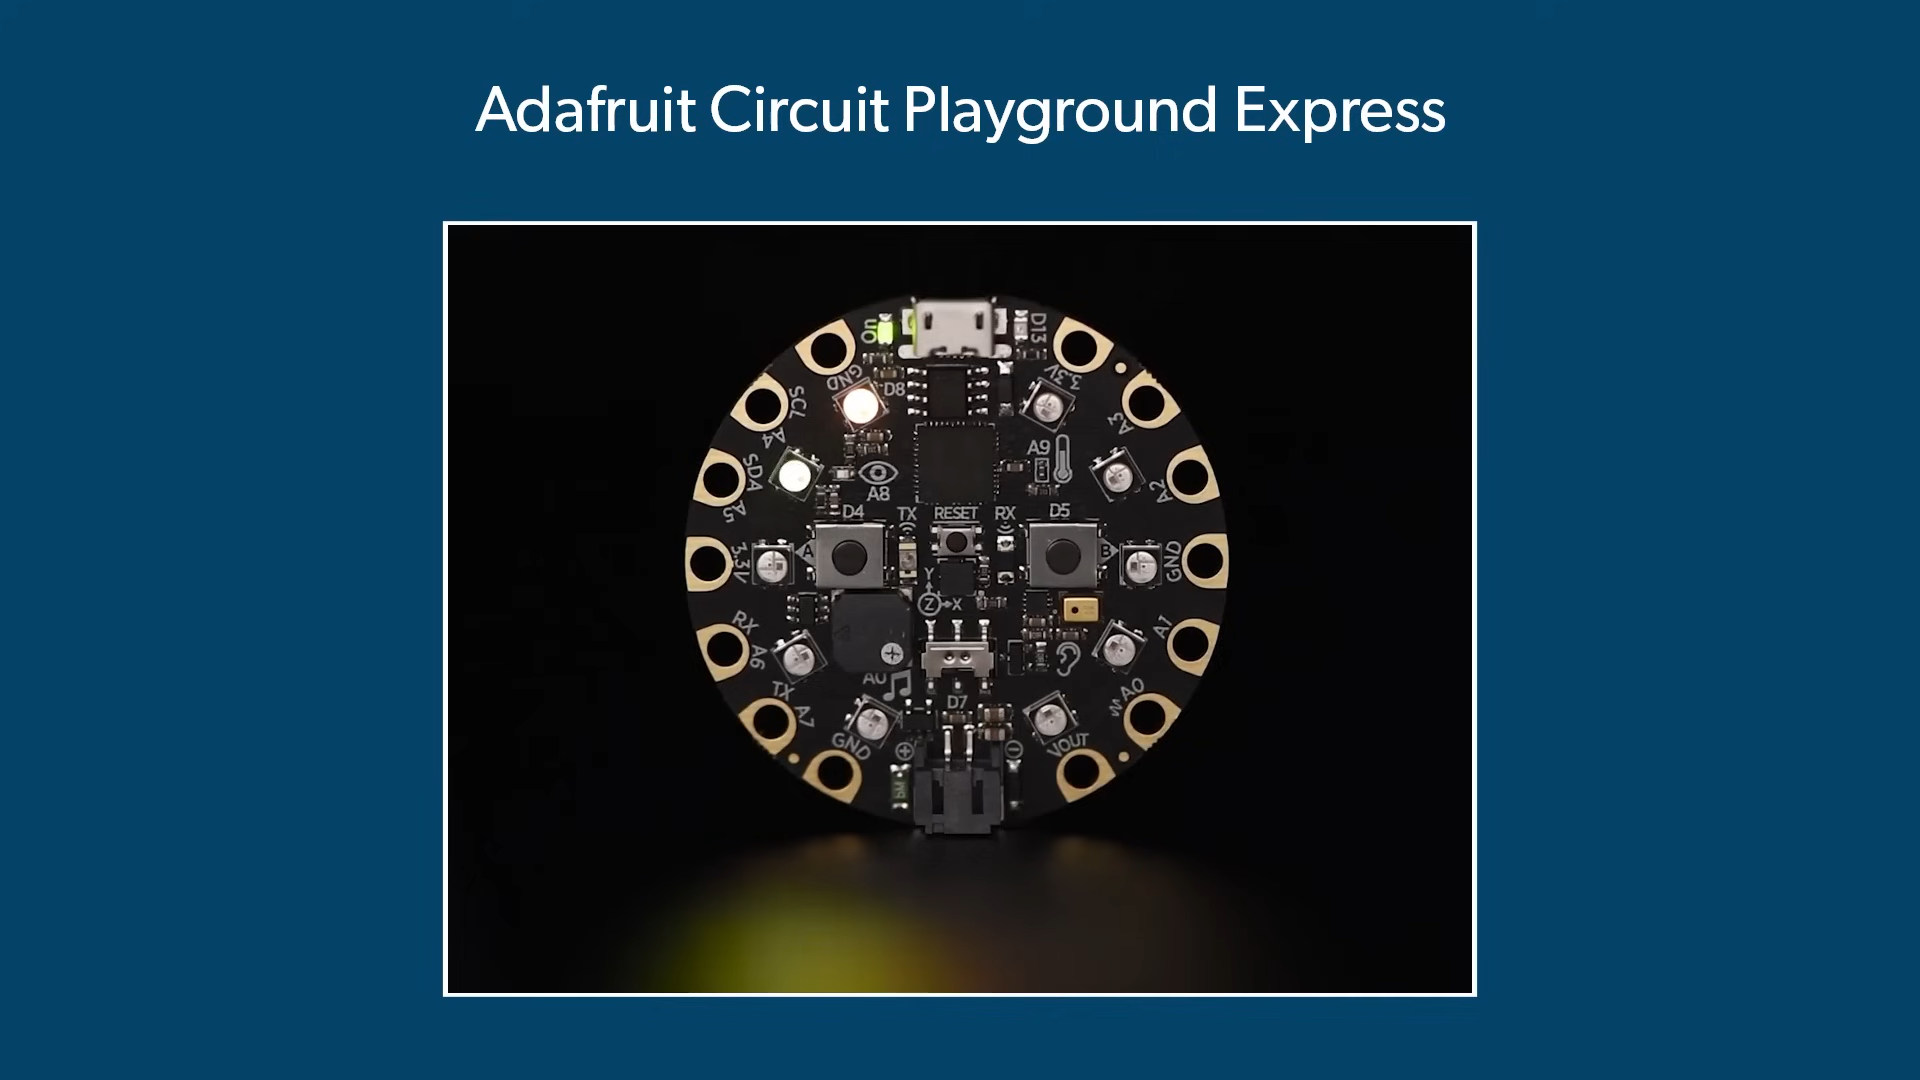 Adafruit Circuit Playground Express
On
D13
GND
D8
3.3V
SCL
A4
A3
A9
SDA
A5
A8
A2
D4
TX
RESET
RX
D5
3.3V
A
B
GND
Y
Z
X
RX
A6
A1
A0
TX
A7
D7
A0
GND
VOUT